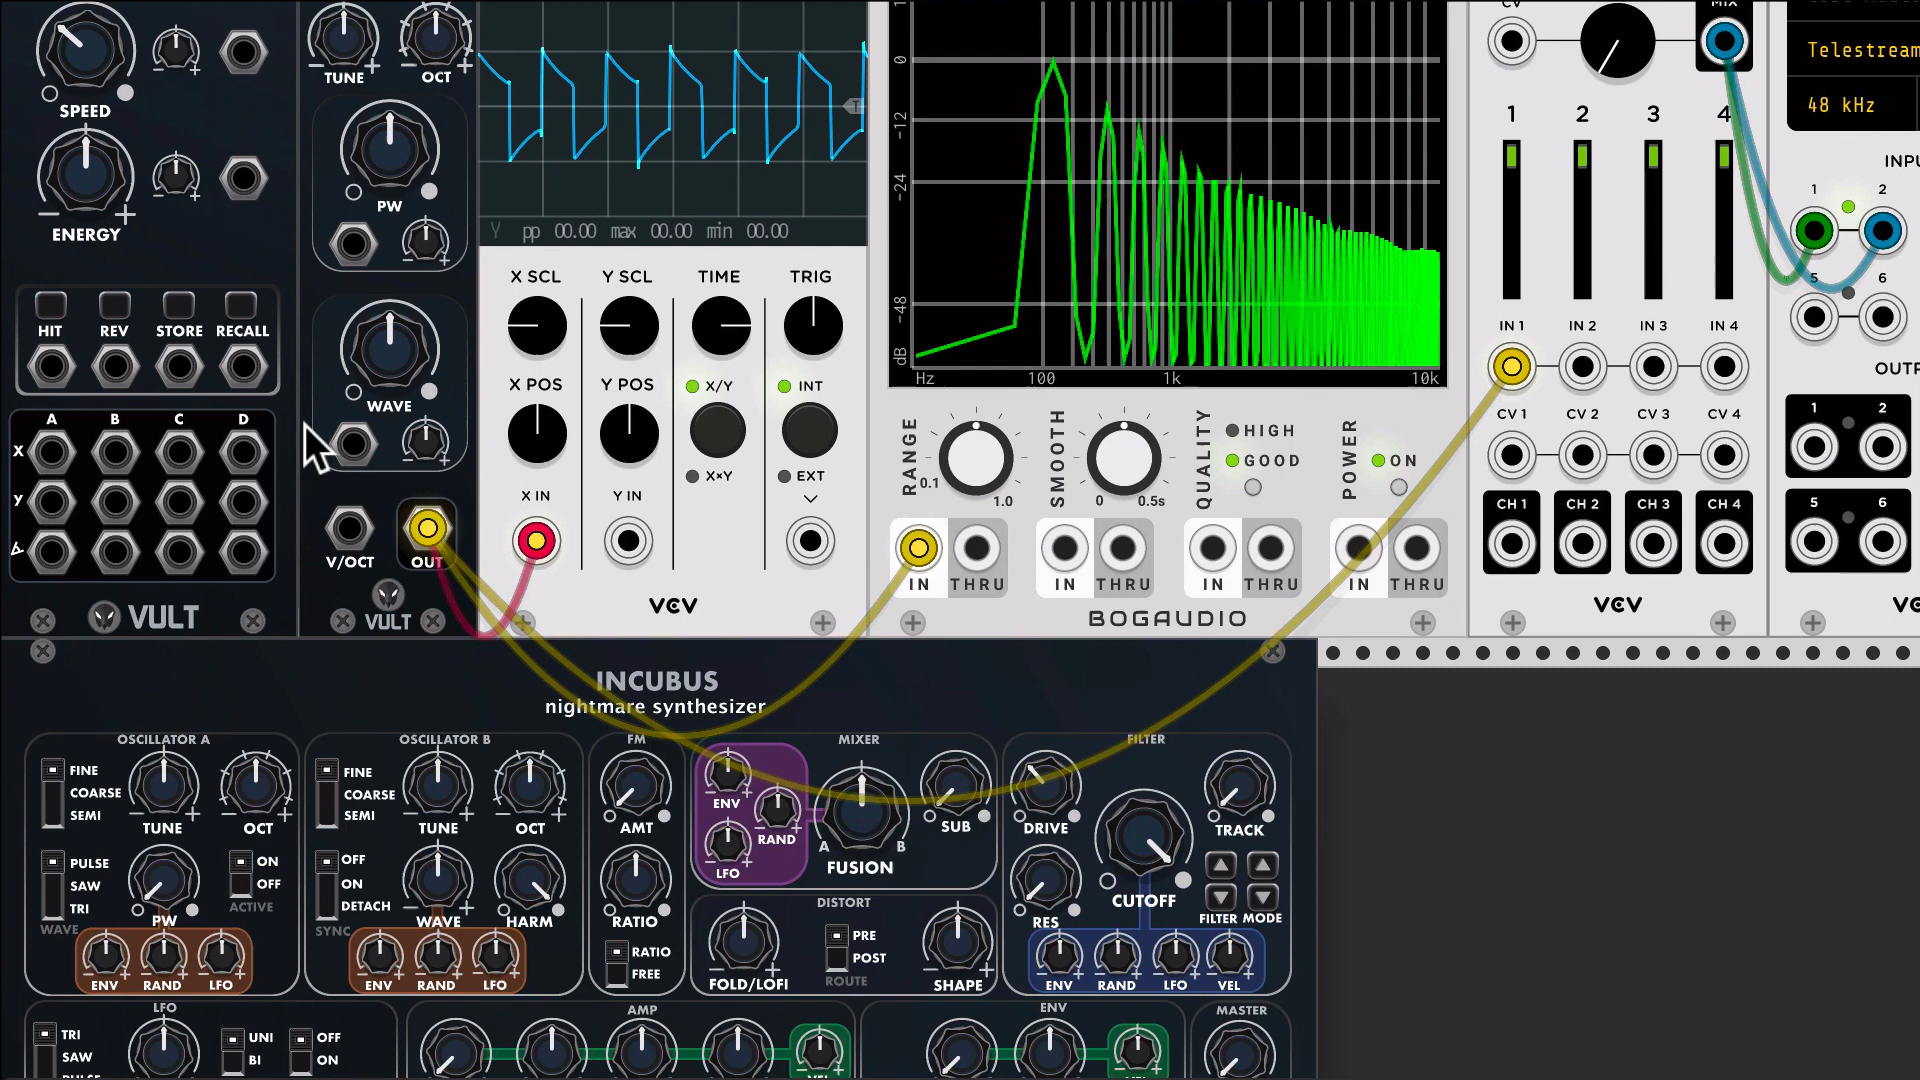 SPEED
ENERGY
HIT REV STORE RECALL
A B C D
X
y
VULT
TUNE OCT
PW
WAVE
V/OCT OUT
VULT
Y pp 00.00 max 00.00 min 00.00
X SCL Y SCL TIME TRIG
X POS Y POS X/Y INT
X×Y EXT
X IN Y IN
VCV
0
-12
-24
-48
dB
Hz 100 1k 10k
RANGE 0.1 1.0
SMOOTH 0 0.5s
QUALITY HIGH GOOD
POWER ON
IN THRU IN THRU IN THRU IN THRU
BOGAUDIO
CV MIX
1 2 3 4
IN 1 IN 2 IN 3 IN 4
CV 1 CV 2 CV 3 CV 4
CH 1 CH 2 CH 3 CH 4
VCV
Telestream
48 kHz
INPU
1 2
5 6
OUTP
1 2
5 6
VC
INCUBUS
nightmare synthesizer
OSCILLATOR A
FINE
COARSE
SEMI
TUNE OCT
PULSE
SAW
TRI
WAVE
PW
ON
OFF
ACTIVE
ENV RAND LFO
OSCILLATOR B
FINE
COARSE
SEMI
TUNE OCT
OFF
ON
DETACH
SYNC
WAVE HARM
ENV RAND LFO
FM
AMT
RATIO
RATIO
FREE
MIXER
ENV
RAND
LFO
A B
FUSION
SUB
DISTORT
FOLD/LOFI
PRE
POST
ROUTE
SHAPE
FILTER
DRIVE
TRACK
CUTOFF
RES
FILTER MODE
ENV RAND LFO VEL
LFO
TRI
SAW
PULSE
UNI
BI
OFF
ON
AMP
VEL
ENV
VEL
MASTER